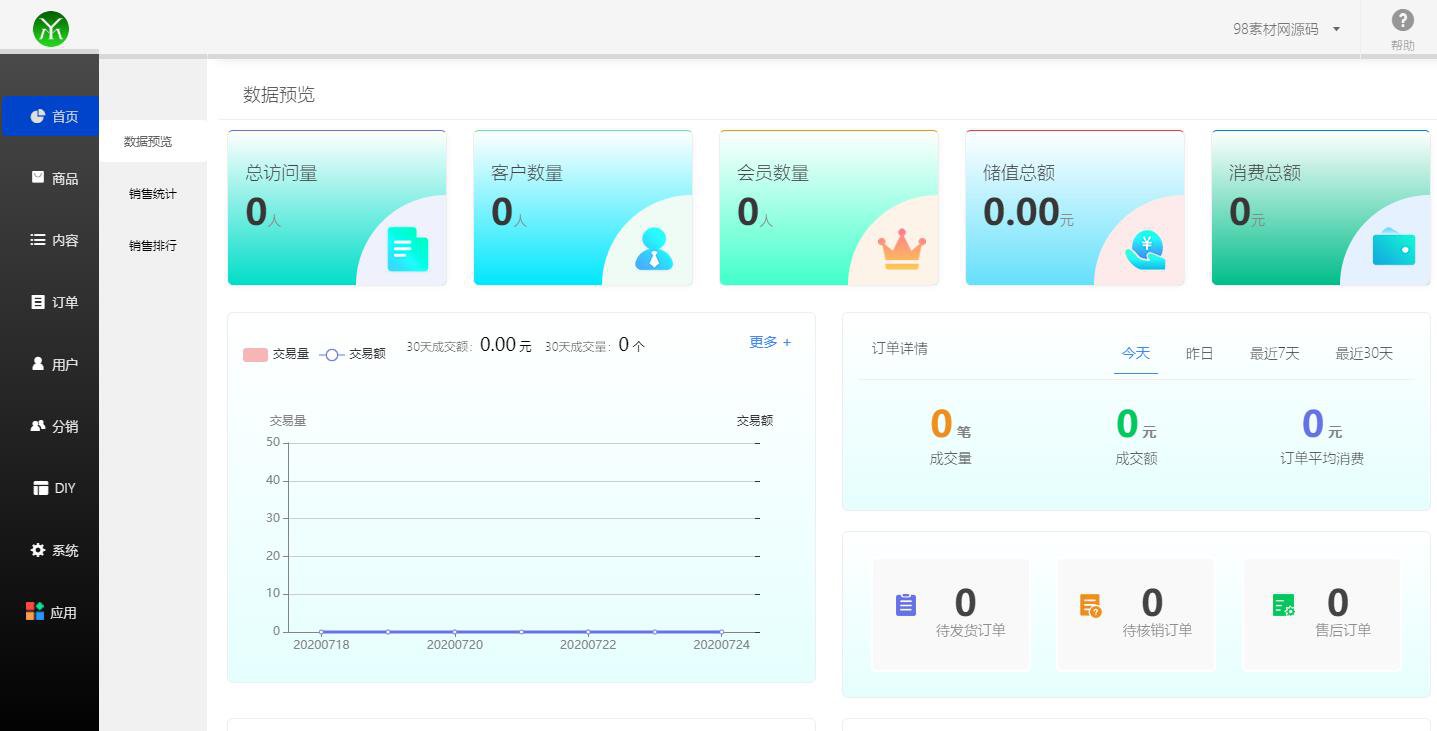 98素材网源码
帮助
首页
商品
内容
订单
用户
分销
DIY
系统
应用
数据预览
销售统计
销售排行
数据预览
总访问量
0人
客户数量
0人
会员数量
0人
储值总额
0.00元
消费总额
0元
交易量 交易额 30天成交额: 0.00 元 30天成交量: 0 个 更多 +
交易量 交易额
50
40
30
20
10
0
20200718 20200720 20200722 20200724
订单详情 今天 昨日 最近7天 最近30天
0 笔
成交量
0 元
成交额
0 元
订单平均消费
0
待发货订单
0
待核销订单
0
售后订单